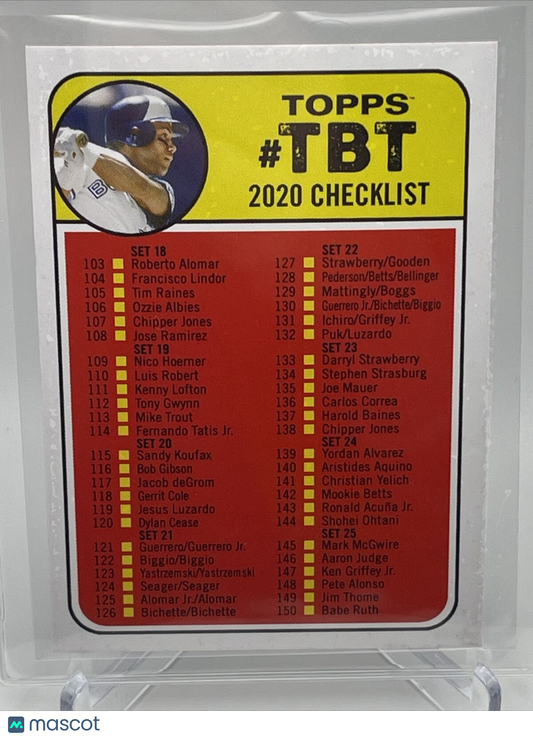 TOPPS™
#TBT
2020 CHECKLIST
SET 18
103 Roberto Alomar
104 Francisco Lindor
105 Tim Raines
106 Ozzie Albies
107 Chipper Jones
108 Jose Ramirez
SET 19
109 Nico Hoerner
110 Luis Robert
111 Kenny Lofton
112 Tony Gwynn
113 Mike Trout
114 Fernando Tatis Jr.
SET 20
115 Sandy Koufax
116 Bob Gibson
117 Jacob deGrom
118 Gerrit Cole
119 Jesus Luzardo
120 Dylan Cease
SET 21
121 Guerrero/Guerrero Jr.
122 Biggio/Biggio
123 Yastrzemski/Yastrzemski
124 Seager/Seager
125 Alomar Jr./Alomar
126 Bichette/Bichette
SET 22
127 Strawberry/Gooden
128 Pederson/Betts/Bellinger
129 Mattingly/Boggs
130 Guerrero Jr./Bichette/Biggio
131 Ichiro/Griffey Jr.
132 Puk/Luzardo
SET 23
133 Darryl Strawberry
134 Stephen Strasburg
135 Joe Mauer
136 Carlos Correa
137 Harold Baines
138 Chipper Jones
SET 24
139 Yordan Alvarez
140 Aristides Aquino
141 Christian Yelich
142 Mookie Betts
143 Ronald Acuña Jr.
144 Shohei Ohtani
SET 25
145 Mark McGwire
146 Aaron Judge
147 Ken Griffey Jr.
148 Pete Alonso
149 Jim Thome
150 Babe Ruth
mascot